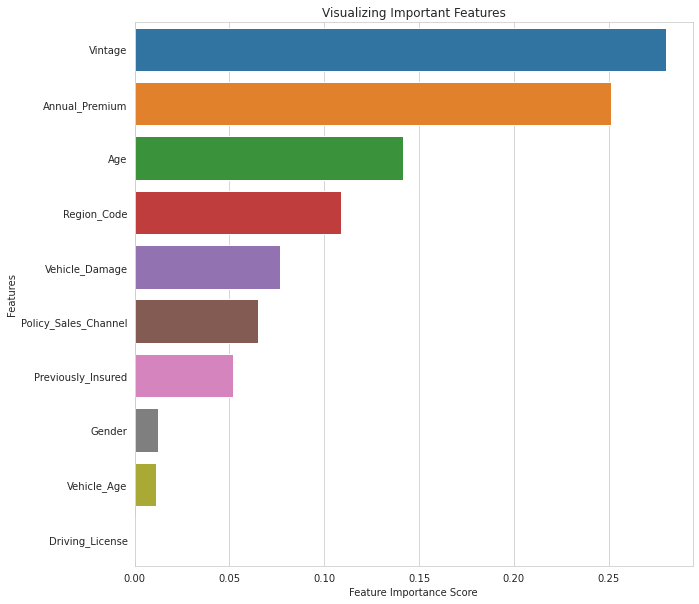 Visualizing Important Features
Features
Vintage
Annual_Premium
Age
Region_Code
Vehicle_Damage
Policy_Sales_Channel
Previously_Insured
Gender
Vehicle_Age
Driving_License
0.00 0.05 0.10 0.15 0.20 0.25
Feature Importance Score